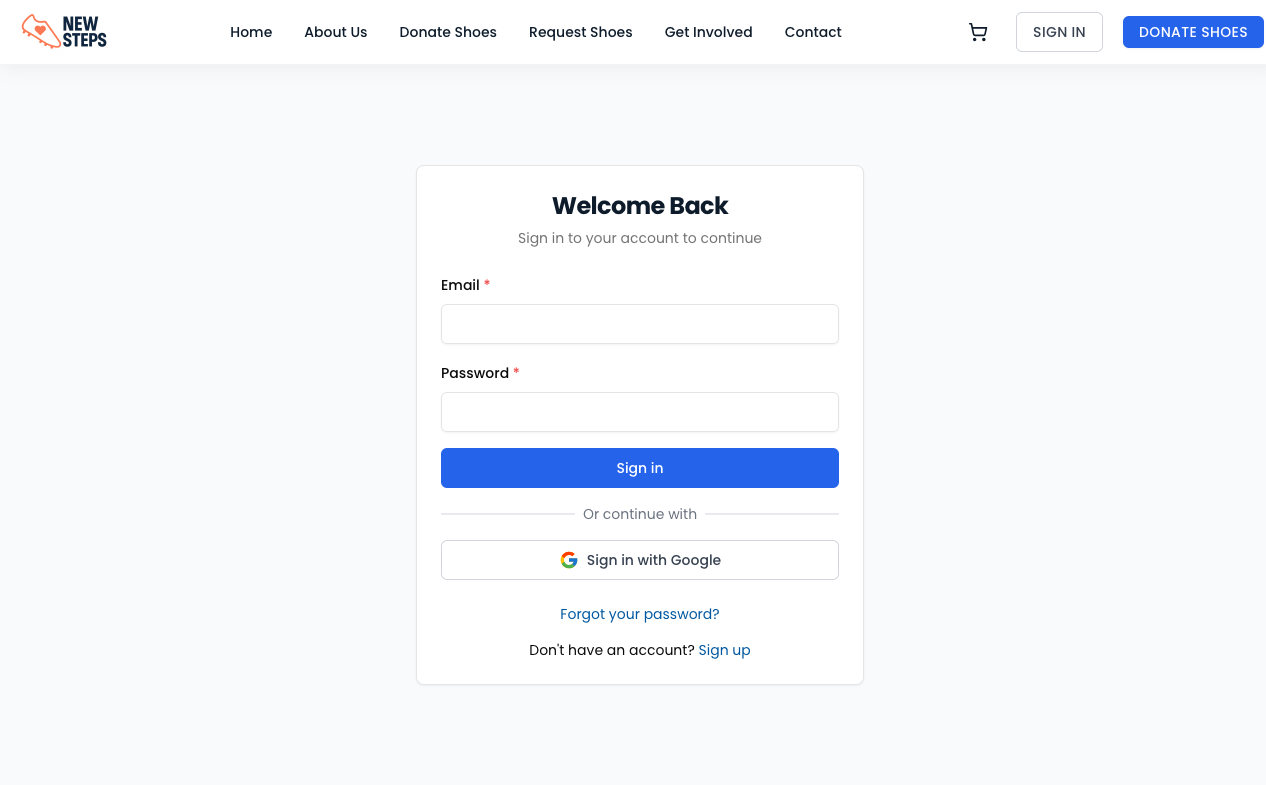 NEW STEPS
Home About Us Donate Shoes Request Shoes Get Involved Contact SIGN IN DONATE SHOES
Welcome Back
Sign in to your account to continue
Email *
Password *
Sign in
Or continue with
Sign in with Google
Forgot your password?
Don't have an account? Sign up